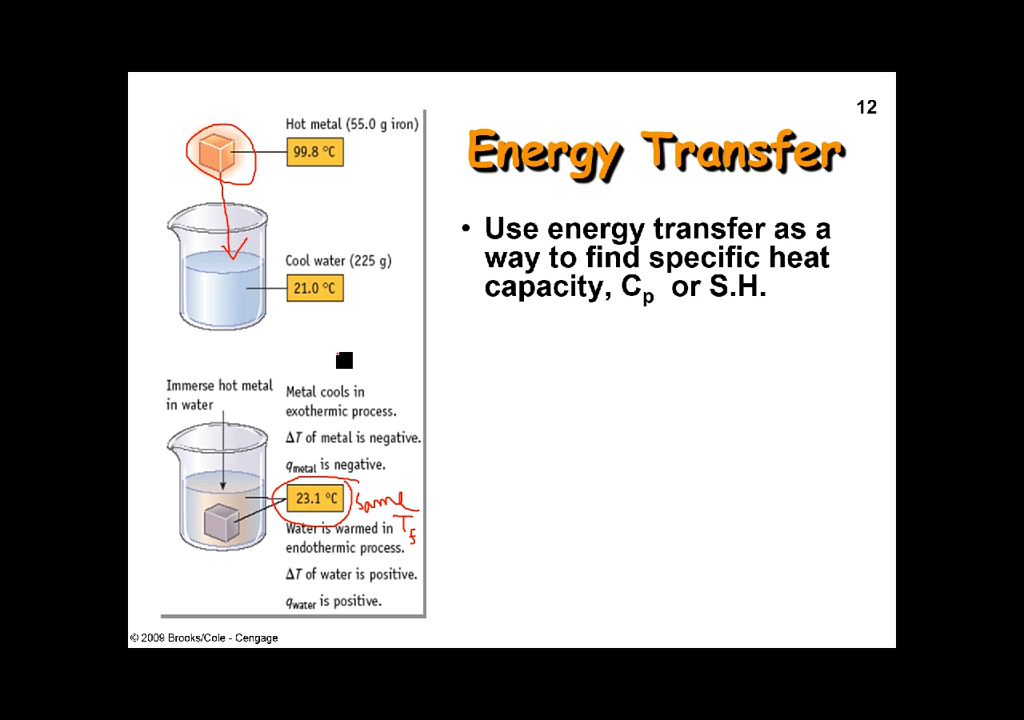 12
Hot metal (55.0 g iron)
99.8 °C
Cool water (225 g)
21.0 °C
Energy Transfer
• Use energy transfer as a
way to find specific heat
capacity, Cp or S.H.
Immerse hot metal
in water
Metal cools in
exothermic process.
ΔT of metal is negative.
qmetal is negative.
23.1 °C
Same
Tf
Water is warmed in
endothermic process.
ΔT of water is positive.
qwater is positive.
© 2009 Brooks/Cole - Cengage